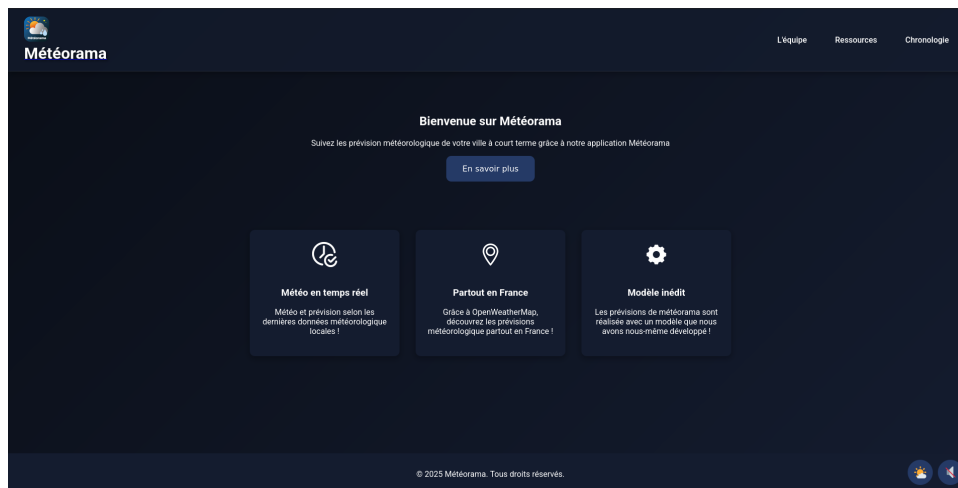 Météorama
L'équipe
Ressources
Chronologie
Bienvenue sur Météorama
Suivez les prévision météorologique de votre ville à court terme grâce à notre application Météorama
En savoir plus
Météo en temps réel
Météo et prévision selon les
dernières données météorologique
locales !
Partout en France
Grâce à OpenWeatherMap,
découvrez les prévisions
météorologique partout en France !
Modèle inédit
Les prévisions de météorama sont
réalisée avec un modèle que nous
avons nous-même développé !
© 2025 Météorama. Tous droits réservés.